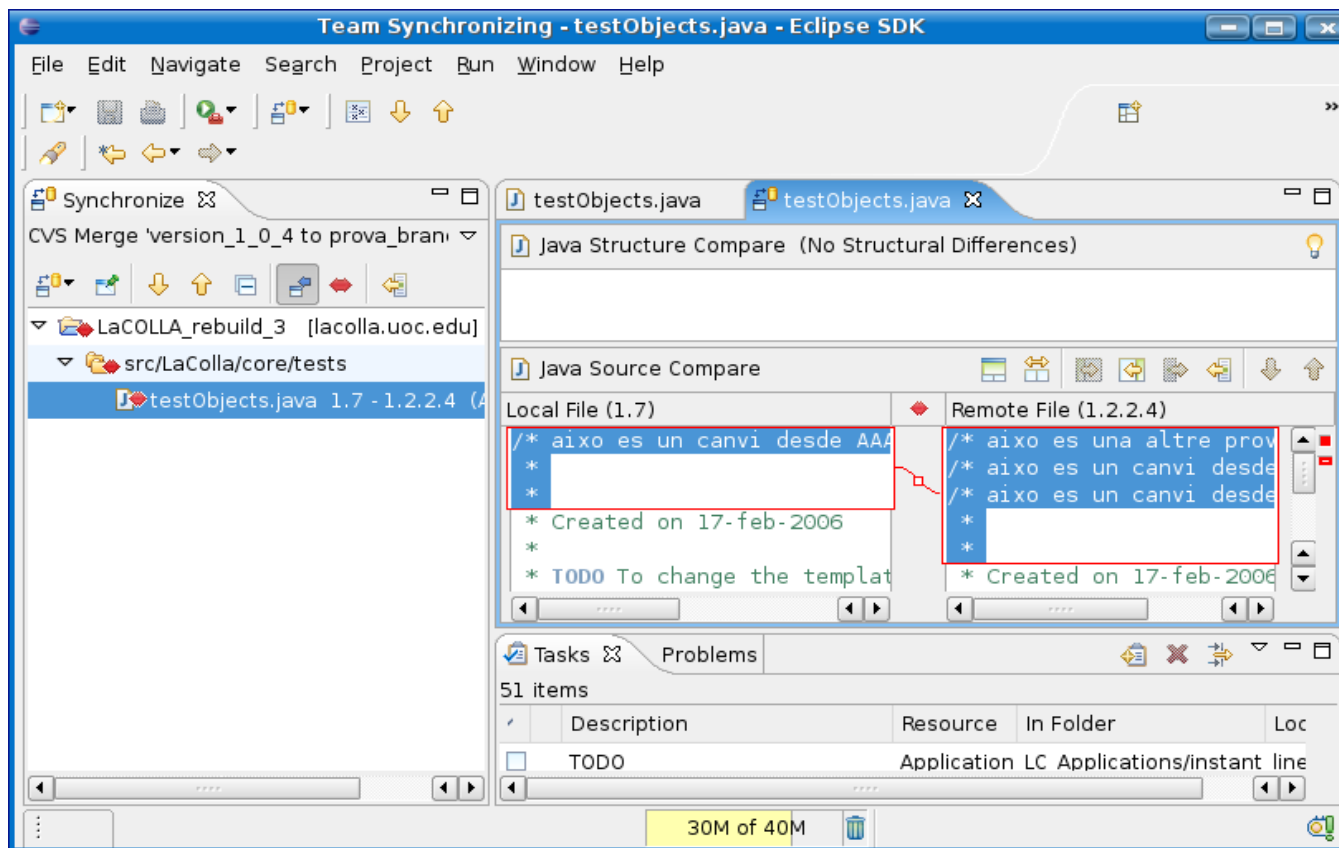 Team Synchronizing - testObjects.java - Eclipse SDK
File Edit Navigate Search Project Run Window Help
Synchronize
CVS Merge 'version_1_0_4 to prova_bran
LaCOLLA_rebuild_3 [lacolla.uoc.edu]
src/LaColla/core/tests
testObjects.java 1.7 - 1.2.2.4 (A
testObjects.java
testObjects.java
Java Structure Compare (No Structural Differences)
Java Source Compare
Local File (1.7)
Remote File (1.2.2.4)
/* aixo es un canvi desde AAA
*
*
* Created on 17-feb-2006
*
* TODO To change the templat
/* aixo es una altre prov
/* aixo es un canvi desde
/* aixo es un canvi desde
*
*
* Created on 17-feb-2006
Tasks Problems
51 items
Description Resource In Folder Loc
TODO Application LC Applications/instant line
30M of 40M